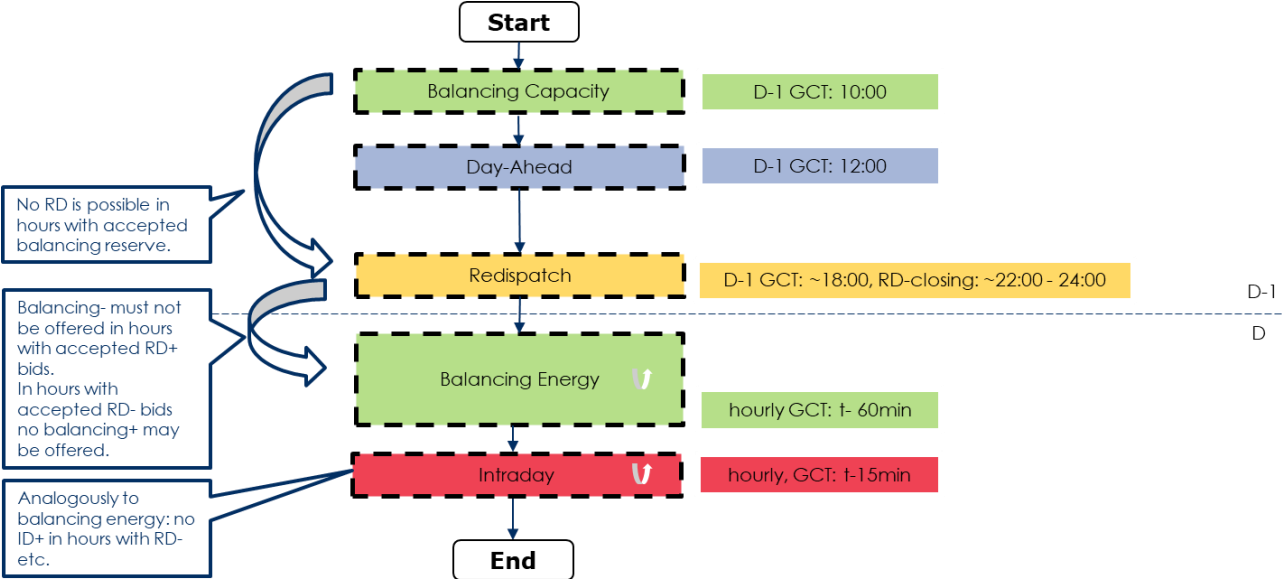 Start
Balancing Capacity
D-1 GCT: 10:00
Day-Ahead
D-1 GCT: 12:00
No RD is possible in
hours with accepted
balancing reserve.
Redispatch
D-1 GCT: ~18:00, RD-closing: ~22:00 - 24:00
D-1
D
Balancing- must not
be offered in hours
with accepted RD+
bids.
In hours with
accepted RD- bids
no balancing+ may
be offered.
Balancing Energy
hourly GCT: t- 60min
Intraday
hourly, GCT: t-15min
Analogously to
balancing energy: no
ID+ in hours with RD-
etc.
End